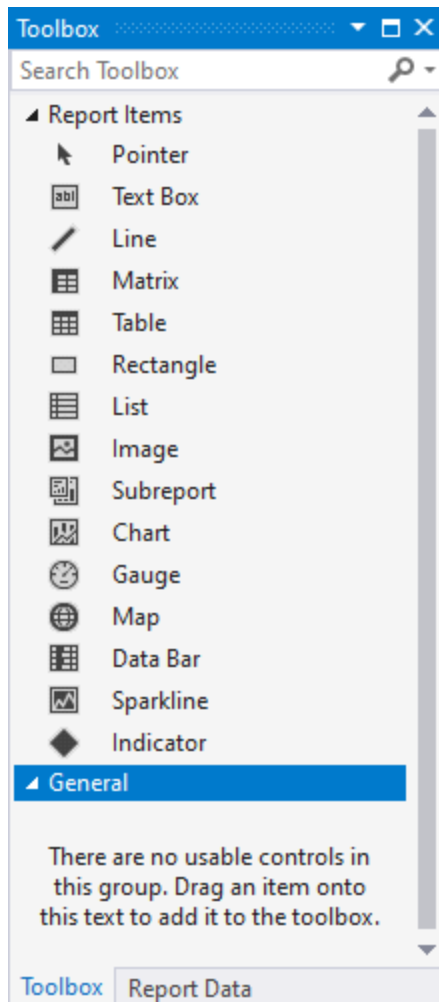 Toolbox
Search Toolbox
Report Items
Pointer
abl
Text Box
Line
Matrix
Table
Rectangle
List
Image
Subreport
Chart
Gauge
Map
Data Bar
Sparkline
Indicator
General
There are no usable controls in
this group. Drag an item onto
this text to add it to the toolbox.
Toolbox Report Data